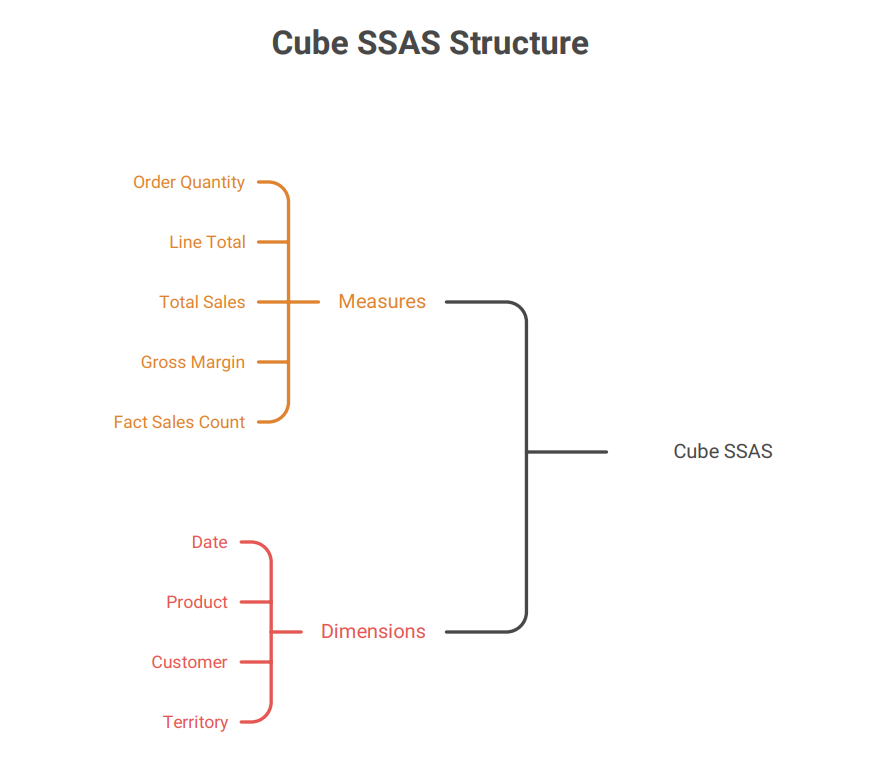 Cube SSAS Structure
Order Quantity
Line Total
Total Sales
Measures
Gross Margin
Fact Sales Count
Cube SSAS
Date
Product
Dimensions
Customer
Territory